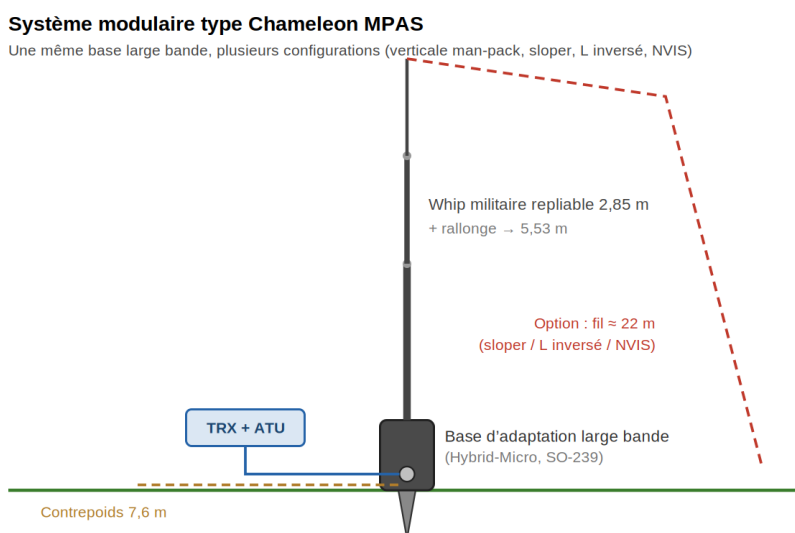 Système modulaire type Chameleon MPAS
Une même base large bande, plusieurs configurations (verticale man-pack, sloper, L inversé, NVIS)
Whip militaire repliable 2,85 m
+ rallonge → 5,53 m
Option : fil ≈ 22 m
(sloper / L inversé / NVIS)
TRX + ATU
Base d’adaptation large bande
(Hybrid-Micro, SO-239)
Contrepoids 7,6 m